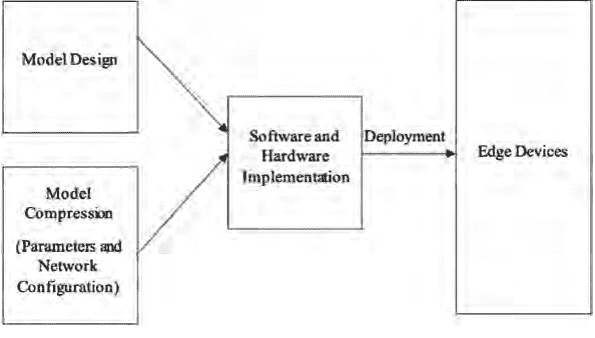 Model Design
Model
Compression
(Parameters and
Network
Configuration)
Software and
Hardware
Implementation
Deployment
Edge Devices